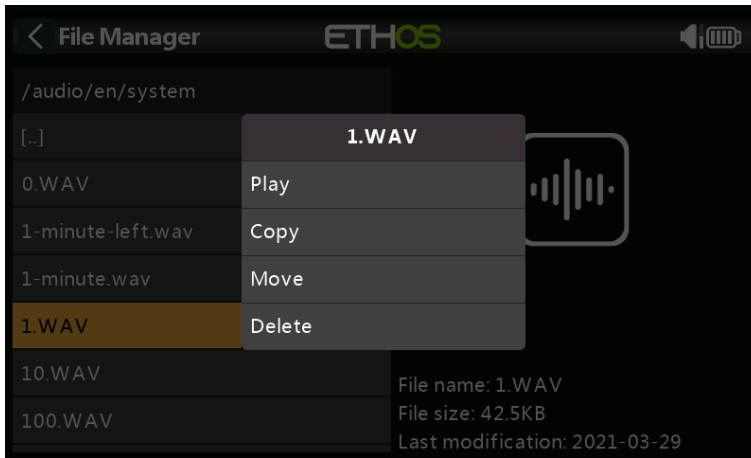 File Manager
ETHOS
/audio/en/system
[..]
0.WAV
1-minute-left.wav
1-minute.wav
1.WAV
10.WAV
100.WAV
1.WAV
Play
Copy
Move
Delete
File name: 1.WAV
File size: 42.5KB
Last modification: 2021-03-29